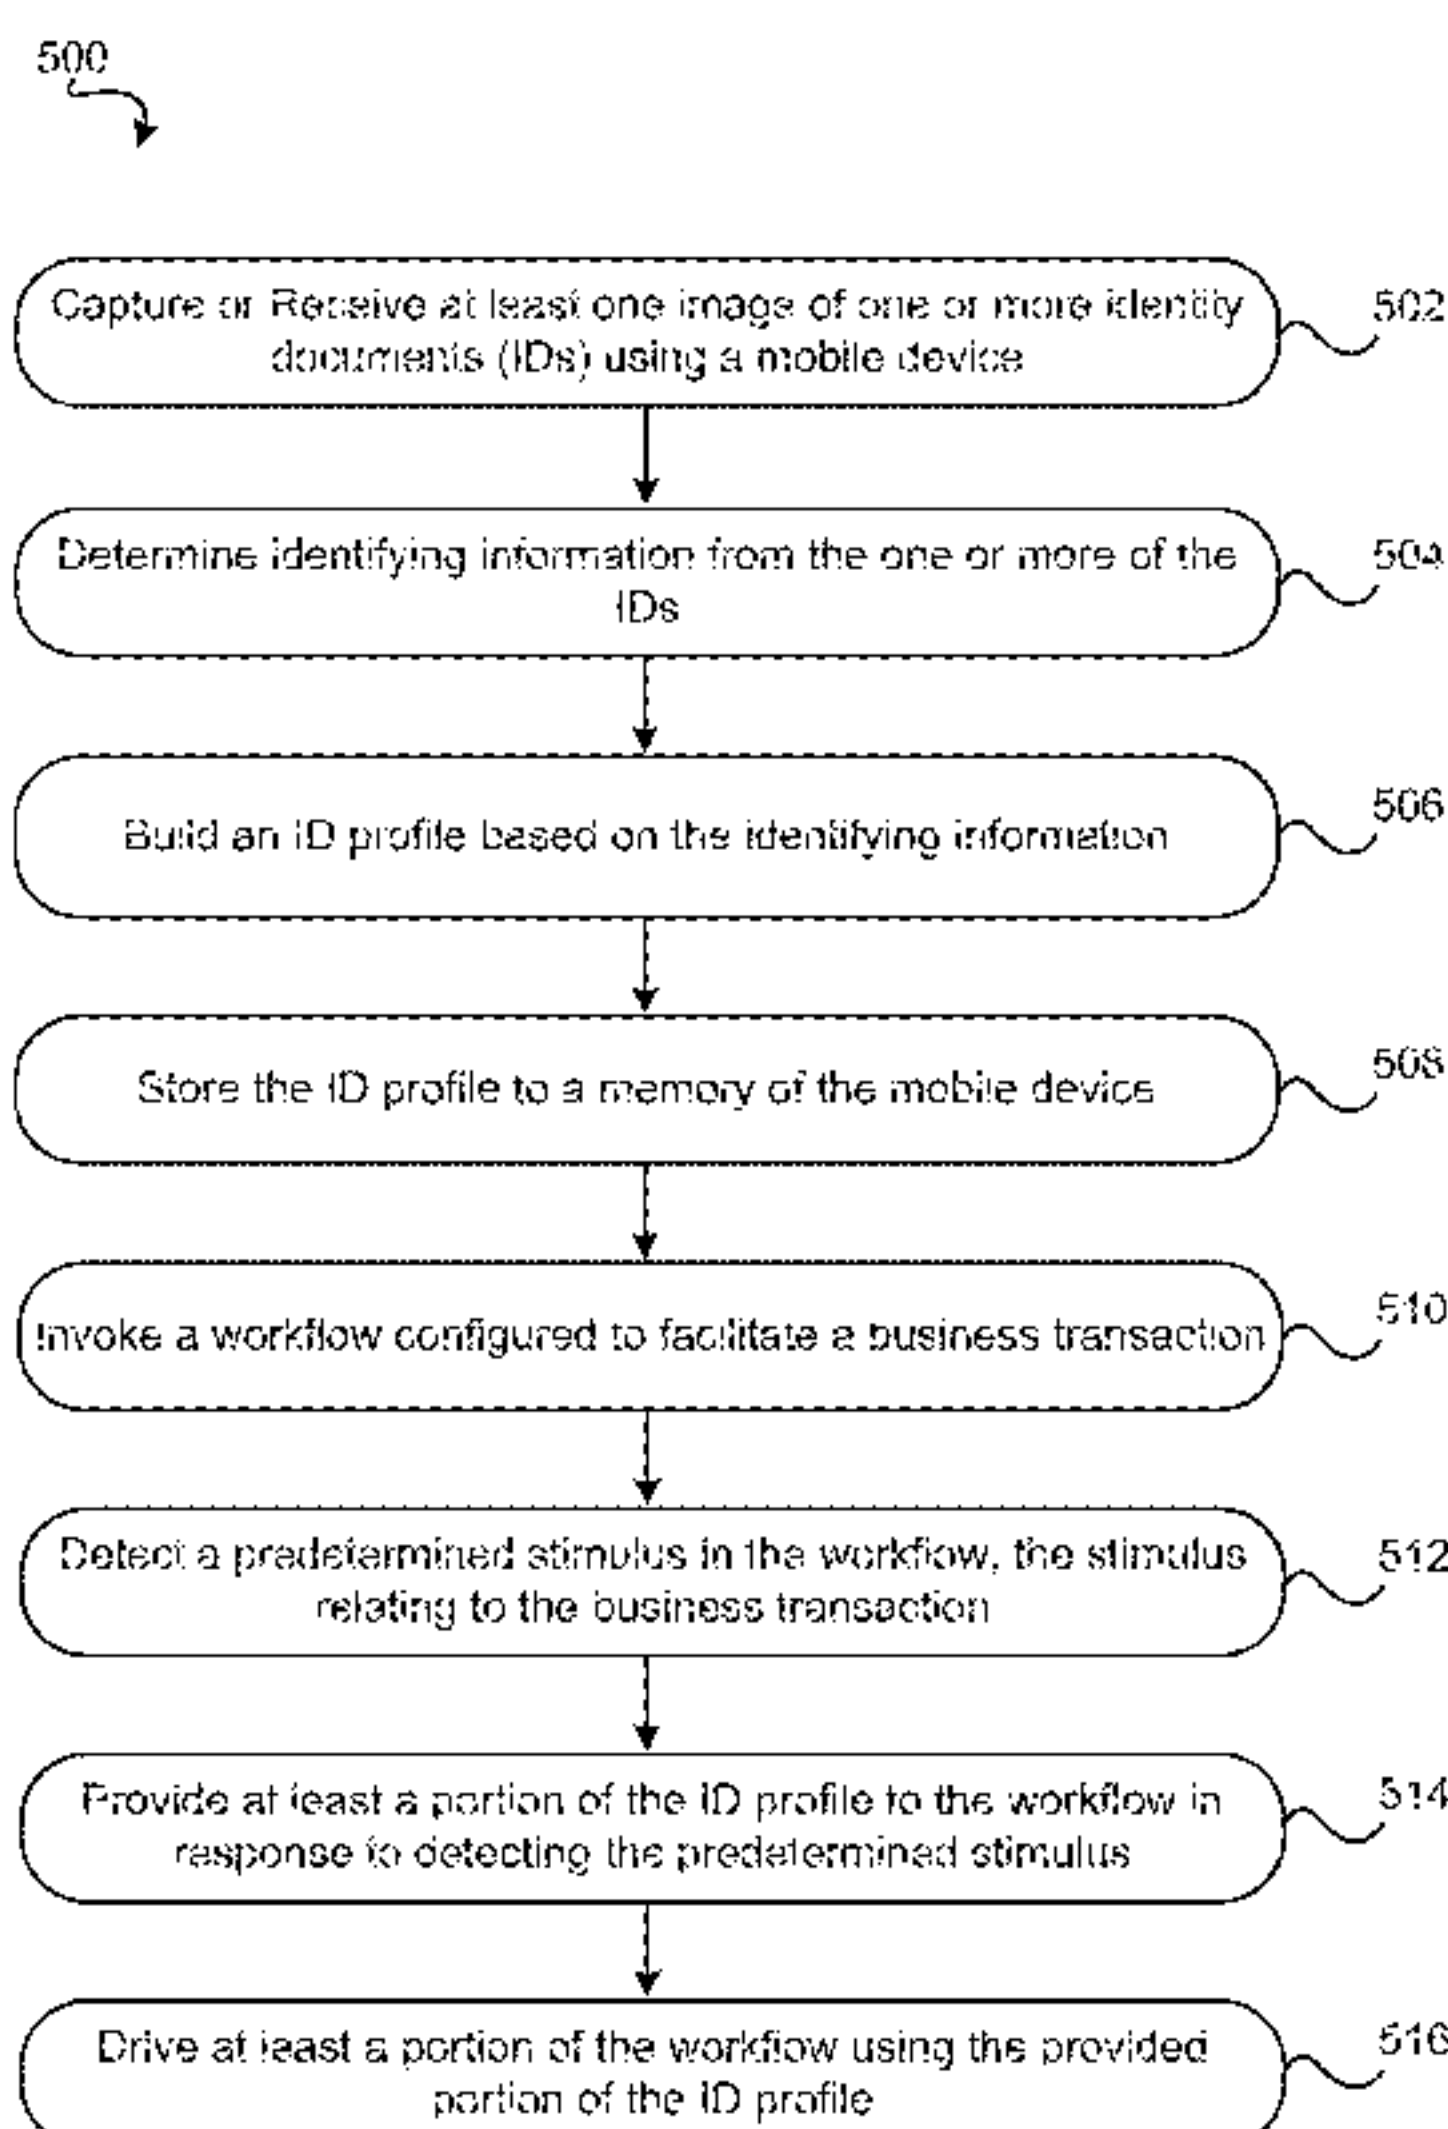 500
Capture or Receive at least one image of one or more identity
documents (IDs) using a mobile device
502
Determine identifying information from the one or more of the
IDs
504
Build an ID profile based on the identifying information
506
Store the ID profile to a memory of the mobile device
508
Invoke a workflow configured to facilitate a business transaction
510
Detect a predetermined stimulus in the workflow, the stimulus
relating to the business transaction
512
Provide at least a portion of the ID profile to the workflow in
response to detecting the predetermined stimulus
514
Drive at least a portion of the workflow using the provided
portion of the ID profile
516